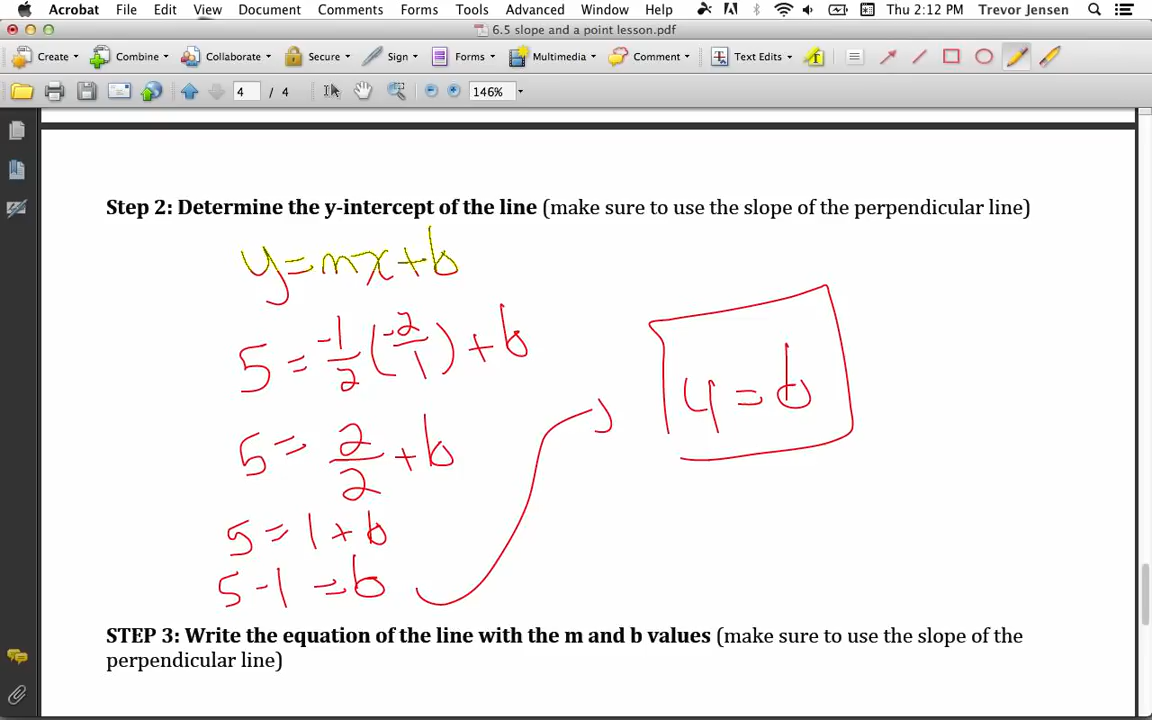 Acrobat File Edit View Document Comments Forms Tools Advanced Window Help Thu 2:12 PM Trevor Jensen
6.5 slope and a point lesson.pdf
Create Combine Collaborate Secure Sign Forms Multimedia Comment Text Edits
4 / 4 146%
Step 2: Determine the y-intercept of the line (make sure to use the slope of the perpendicular line)
y=mx+b
5 = -1/2 (-2/1) + b
5 = 2/2 + b
5 = 1 + b
5 - 1 = b
4 = b
STEP 3: Write the equation of the line with the m and b values (make sure to use the slope of the
perpendicular line)